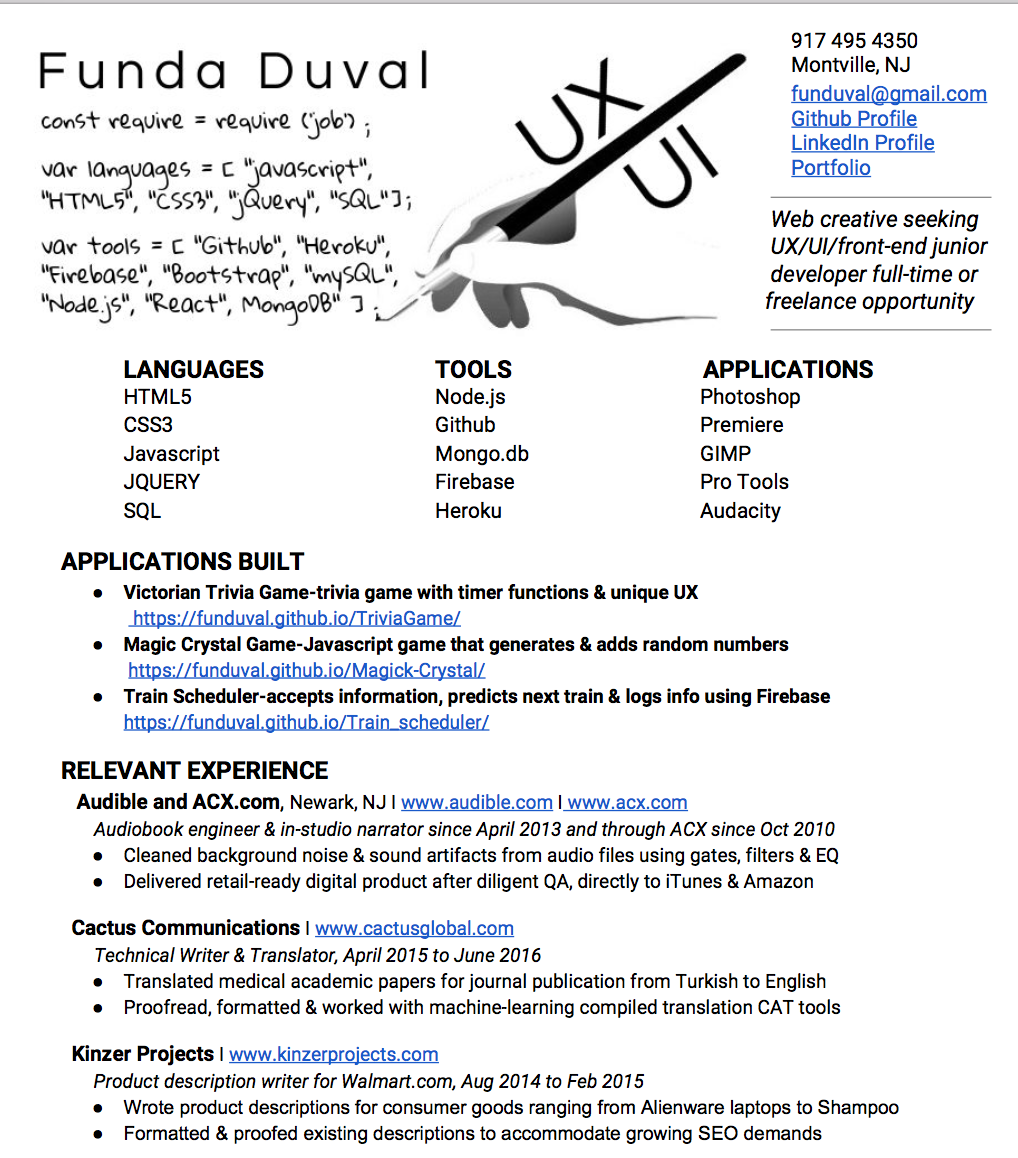 Funda Duval
const require = require ('job') ;
var languages = [ "javascript",
"HTML5", "CSS3", "jQuery", "SQL"];
var tools = [ "Github", "Heroku",
"Firebase", "Bootstrap", "mySQL",
"Node.js", "React", MongoDB" ] ;
UX
UI
917 495 4350
Montville, NJ
funduval@gmail.com
Github Profile
LinkedIn Profile
Portfolio
Web creative seeking
UX/UI/front-end junior
developer full-time or
freelance opportunity
LANGUAGES
HTML5
CSS3
Javascript
JQUERY
SQL
TOOLS
Node.js
Github
Mongo.db
Firebase
Heroku
APPLICATIONS
Photoshop
Premiere
GIMP
Pro Tools
Audacity
APPLICATIONS BUILT
● Victorian Trivia Game-trivia game with timer functions & unique UX
https://funduval.github.io/TriviaGame/
● Magic Crystal Game-Javascript game that generates & adds random numbers
https://funduval.github.io/Magick-Crystal/
● Train Scheduler-accepts information, predicts next train & logs info using Firebase
https://funduval.github.io/Train_scheduler/
RELEVANT EXPERIENCE
Audible and ACX.com, Newark, NJ I www.audible.com I www.acx.com
Audiobook engineer & in-studio narrator since April 2013 and through ACX since Oct 2010
● Cleaned background noise & sound artifacts from audio files using gates, filters & EQ
● Delivered retail-ready digital product after diligent QA, directly to iTunes & Amazon
Cactus Communications I www.cactusglobal.com
Technical Writer & Translator, April 2015 to June 2016
● Translated medical academic papers for journal publication from Turkish to English
● Proofread, formatted & worked with machine-learning compiled translation CAT tools
Kinzer Projects I www.kinzerprojects.com
Product description writer for Walmart.com, Aug 2014 to Feb 2015
● Wrote product descriptions for consumer goods ranging from Alienware laptops to Shampoo
● Formatted & proofed existing descriptions to accommodate growing SEO demands